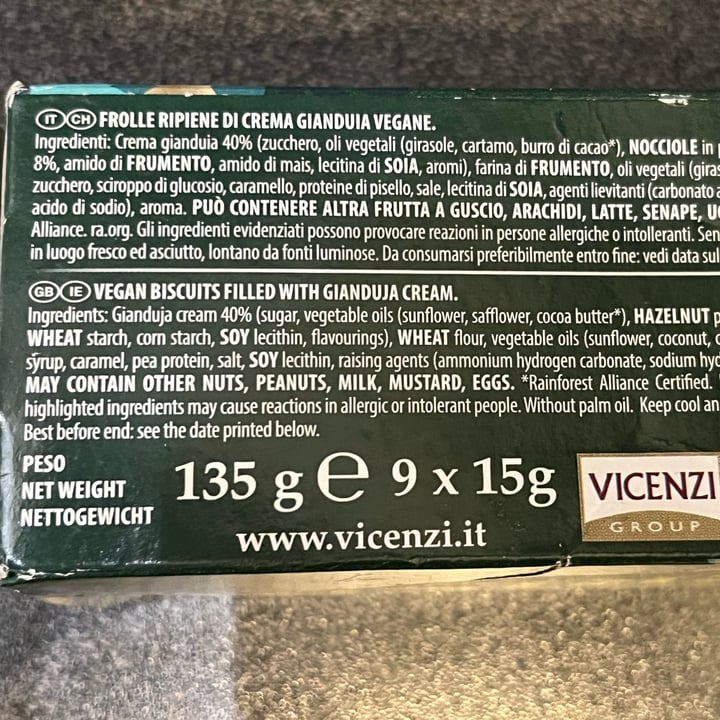 IT CH FROLLE RIPIENE DI CREMA GIANDUIA VEGANE.
Ingredienti: Crema gianduia 40% (zucchero, oli vegetali (girasole, cartamo, burro di cacao*), NOCCIOLE in
8%, amido di FRUMENTO, amido di mais, lecitina di SOIA, aromi), farina di FRUMENTO, oli vegetali
zucchero, sciroppo di glucosio, caramello, proteine di pisello, sale, lecitina di SOIA, agenti lievitanti (carbonato
acido di sodio), aroma. PUÒ CONTENERE ALTRA FRUTTA A GUSCIO, ARACHIDI, LATTE, SENAPE,
Alliance. ra.org. Gli ingredienti evidenziati possono provocare reazioni in persone allergiche o intolleranti.
in luogo fresco ed asciutto, lontano da fonti luminose. Da consumarsi preferibilmente entro fine: vedi data
GB IE VEGAN BISCUITS FILLED WITH GIANDUJA CREAM.
Ingredients: Gianduja cream 40% (sugar, vegetable oils (sunflower, safflower, cocoa butter*), HAZELNUT
WHEAT starch, corn starch, SOY lecithin, flavourings), WHEAT flour, vegetable oils (sunflower, coconut,
syrup, caramel, pea protein, salt, SOY lecithin, raising agents (ammonium hydrogen carbonate, sodium
MAY CONTAIN OTHER NUTS, PEANUTS, MILK, MUSTARD, EGGS. *Rainforest Alliance Certified.
highlighted ingredients may cause reactions in allergic or intolerant people. Without palm oil. Keep cool
Best before end: see the date printed below.
PESO
NET WEIGHT
NETTOGEWICHT
135 g ℮ 9 x 15g
www.vicenzi.it
VICENZI
GROUP